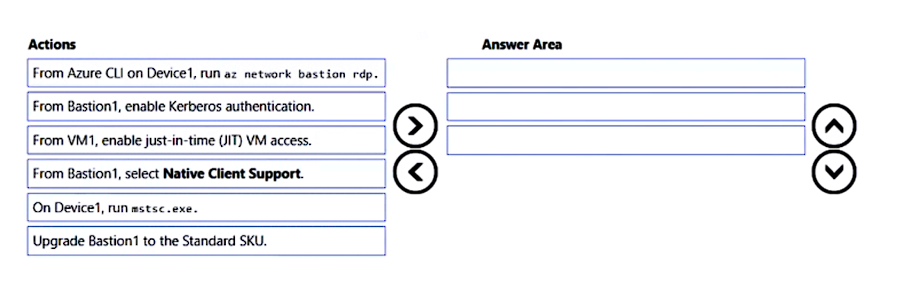 Actions
Answer Area
From Azure CLI on Device1, run az network bastion rdp.
From Bastion1, enable Kerberos authentication.
From VM1, enable just-in-time (JIT) VM access.
From Bastion1, select Native Client Support.
On Device1, run mstsc.exe.
Upgrade Bastion1 to the Standard SKU.